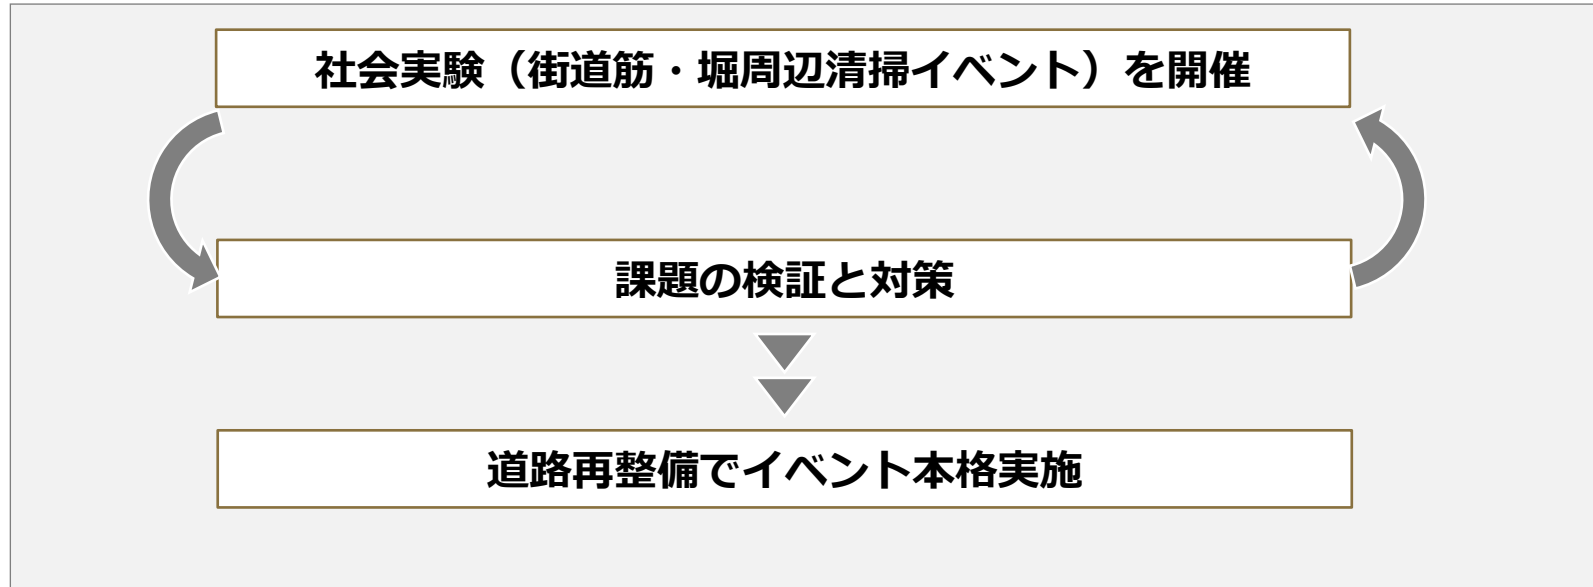 社会実験（街道筋・堀周辺清掃イベント）を開催
課題の検証と対策
道路再整備でイベント本格実施